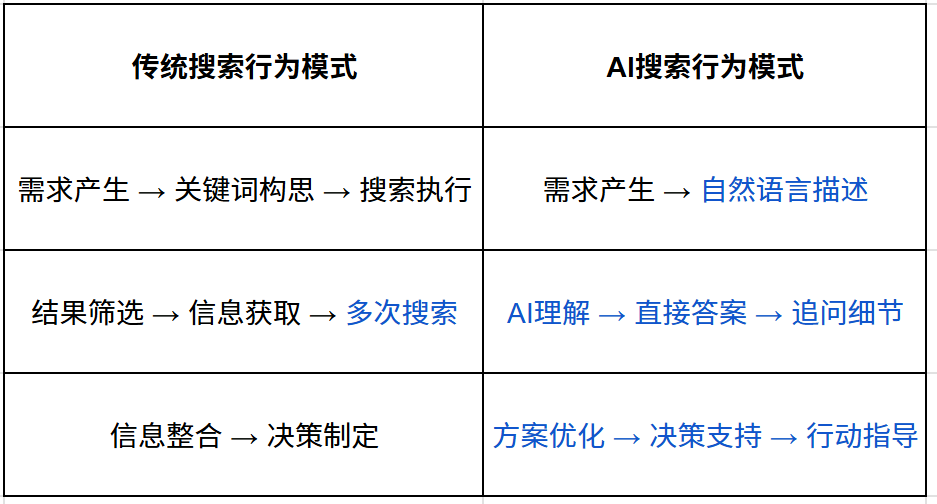 传统搜索行为模式
AI搜索行为模式
需求产生 → 关键词构思 → 搜索执行
需求产生 → 自然语言描述
结果筛选 → 信息获取 → 多次搜索
AI理解 → 直接答案 → 追问细节
信息整合 → 决策制定
方案优化 → 决策支持 → 行动指导